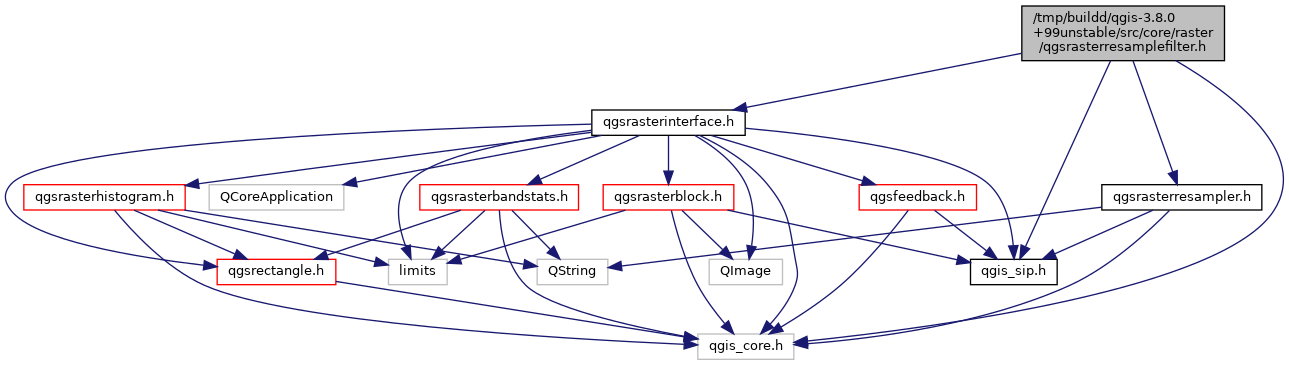 /tmp/buildd/qgis-3.8.0
+99unstable/src/core/raster
/qgsrasterresamplefilter.h
qgsrasterinterface.h
qgsrasterhistogram.h
QCoreApplication
qgsrasterbandstats.h
qgsrasterblock.h
qgsfeedback.h
qgsrasterresampler.h
qgsrectangle.h
limits
QString
QImage
qgis_sip.h
qgis_core.h